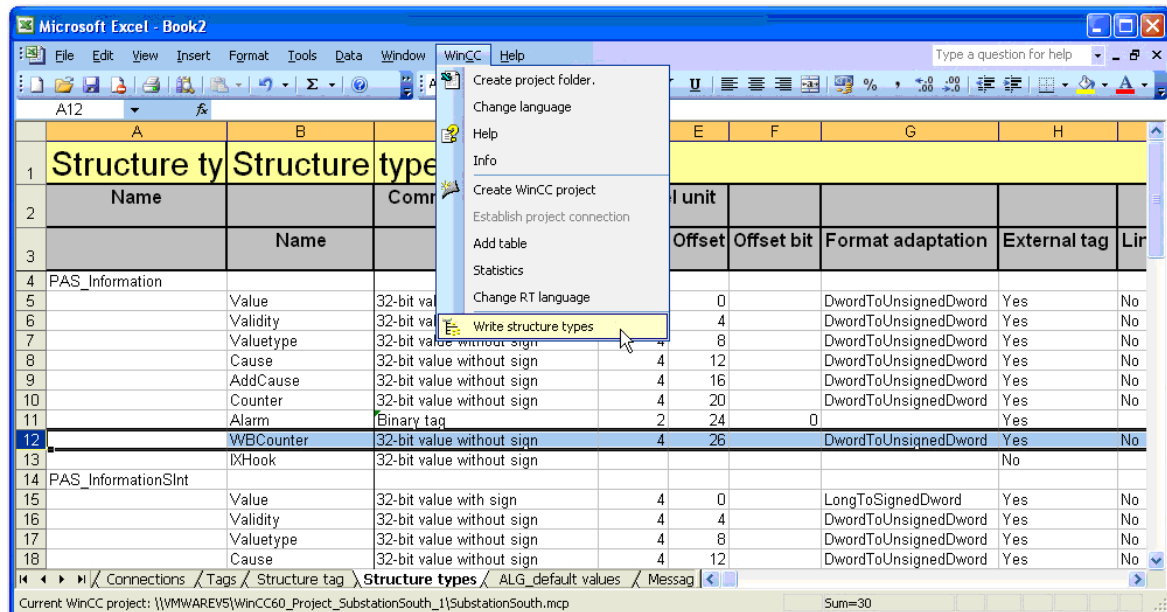 Microsoft Excel - Book2
File Edit View Insert Format Tools Data Window WinCC Help Type a question for help
Σ U % ,
A12 fx
A B E F G H
1 Structure ty Structure type
2 Name Comm l unit
3 Name Offset Offset bit Format adaptation External tag Lin
4 PAS_Information
5 Value 32-bit val 0 DwordToUnsignedDword Yes No
6 Validity 32-bit val 4 DwordToUnsignedDword Yes No
7 Valuetype 32-bit value without sign 4 8 DwordToUnsignedDword Yes No
8 Cause 32-bit value without sign 4 12 DwordToUnsignedDword Yes No
9 AddCause 32-bit value without sign 4 16 DwordToUnsignedDword Yes No
10 Counter 32-bit value without sign 4 20 DwordToUnsignedDword Yes No
11 Alarm Binary tag 2 24 0 Yes
12 WBCounter 32-bit value without sign 4 26 DwordToUnsignedDword Yes No
13 IXHook 32-bit value without sign No
14 PAS_InformationSInt
15 Value 32-bit value with sign 4 0 LongToSignedDword Yes No
16 Validity 32-bit value without sign 4 4 DwordToUnsignedDword Yes No
17 Valuetype 32-bit value without sign 4 8 DwordToUnsignedDword Yes No
18 Cause 32-bit value without sign 4 12 DwordToUnsignedDword Yes No
Create project folder.
Change language
Help
Info
Create WinCC project
Establish project connection
Add table
Statistics
Change RT language
Write structure types
Connections Tags Structure tag Structure types ALG_default values Messag
Current WinCC project: \\VMWAREV5\WinCC60_Project_SubstationSouth_1\SubstationSouth.mcp Sum=30